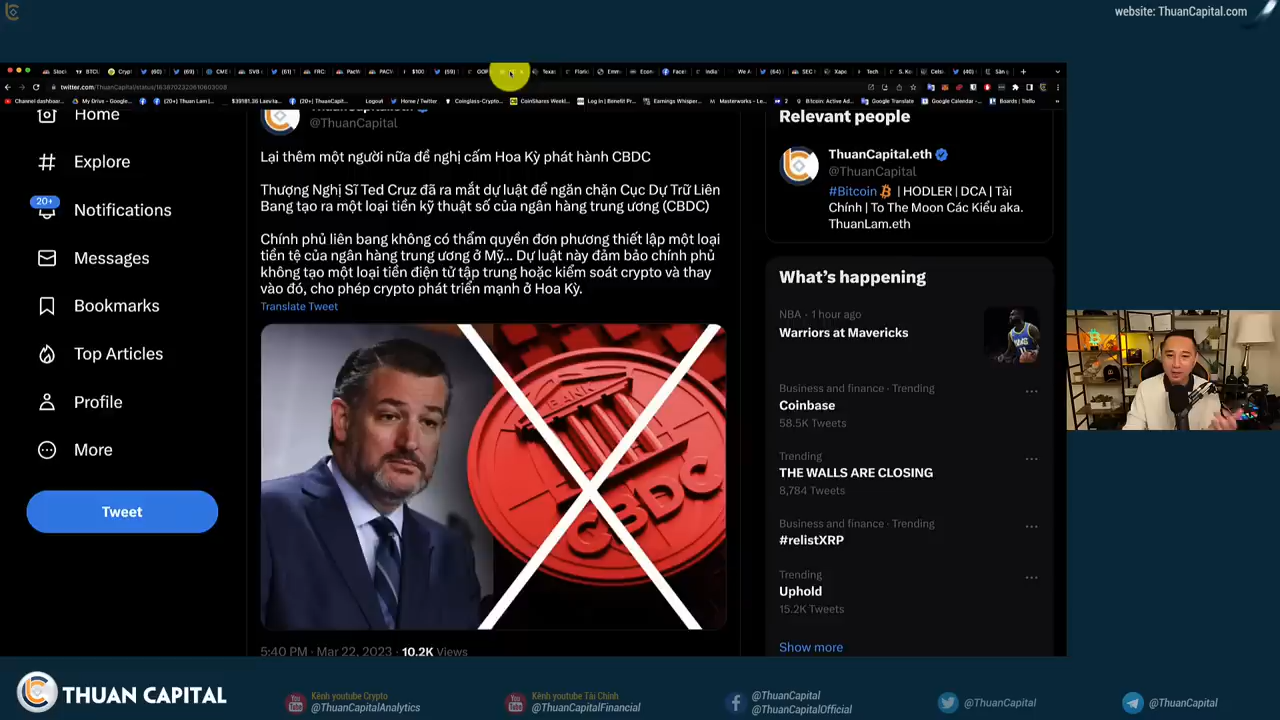 website: ThuanCapital.com
twitter.com/ThuanCapital/status/1638702320610603008
Home
Explore
20+
Notifications
Messages
Bookmarks
Top Articles
Profile
More
Tweet
@ThuanCapital
Lại thêm một người nữa đề nghị cấm Hoa Kỳ phát hành CBDC
Thượng Nghị Sĩ Ted Cruz đã ra mắt dự luật để ngăn chặn Cục Dự Trữ Liên
Bang tạo ra một loại tiền kỹ thuật số của ngân hàng trung ương (CBDC)
Chính phủ liên bang không có thẩm quyền đơn phương thiết lập một loại
tiền tệ của ngân hàng trung ương ở Mỹ... Dự luật này đảm bảo chính phủ
không tạo một loại tiền điện tử tập trung hoặc kiểm soát crypto và thay
vào đó, cho phép crypto phát triển mạnh ở Hoa Kỳ.
Translate Tweet
BANK
CBDC
5:40 PM · Mar 22, 2023 · 10.2K Views
Relevant people
ThuanCapital.eth
@ThuanCapital
#Bitcoin | HODLER | DCA | Tài
Chính | To The Moon Các Kiểu aka.
ThuanLam.eth
What's happening
NBA · 1 hour ago
Warriors at Mavericks
Business and finance · Trending
Coinbase
58.5K Tweets
Trending
THE WALLS ARE CLOSING
8,784 Tweets
Business and finance · Trending
#relistXRP
Trending
Uphold
15.2K Tweets
Show more
THUAN CAPITAL
Kênh youtube Crypto
@ThuanCapitalAnalytics
Kênh youtube Tài Chính
@ThuanCapitalFinancial
@ThuanCapital
@ThuanCapitalOfficial
@ThuanCapital
@ThuanCapital